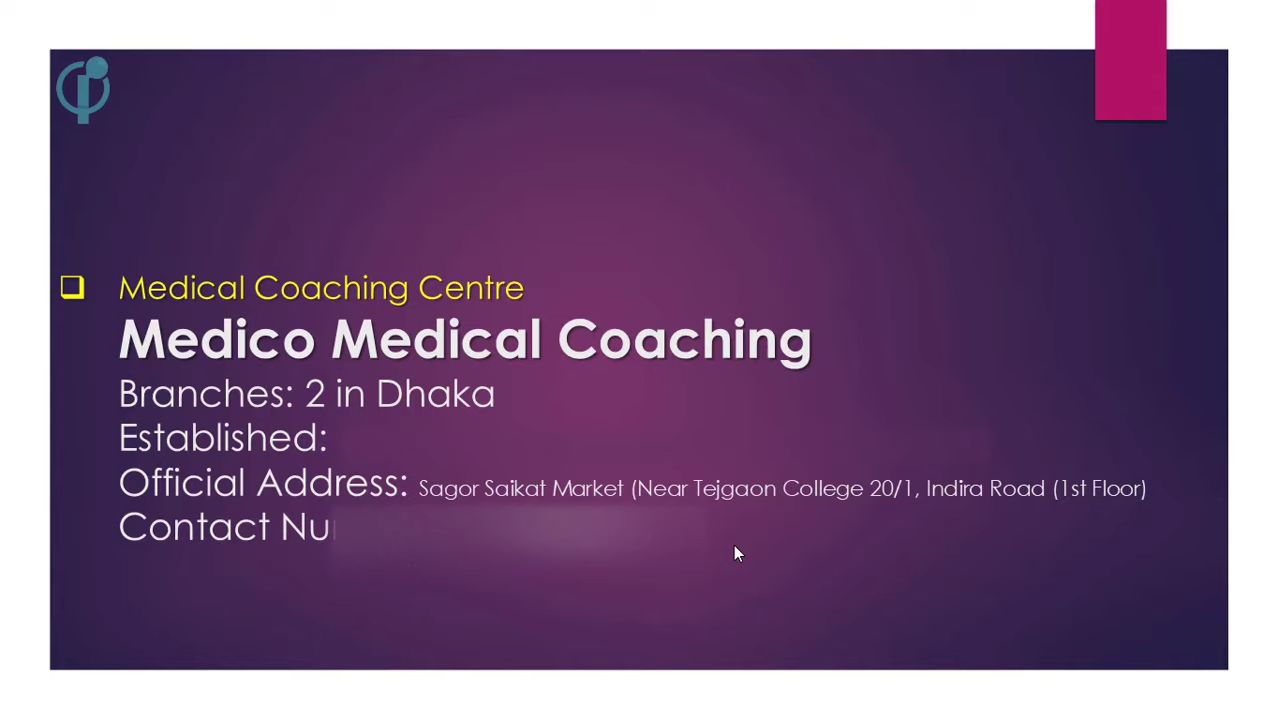 Medical Coaching Centre
Medico Medical Coaching
Branches: 2 in Dhaka
Established:
Official Address: Sagor Saikat Market (Near Tejgaon College 20/1, Indira Road (1st Floor)
Contact Nu